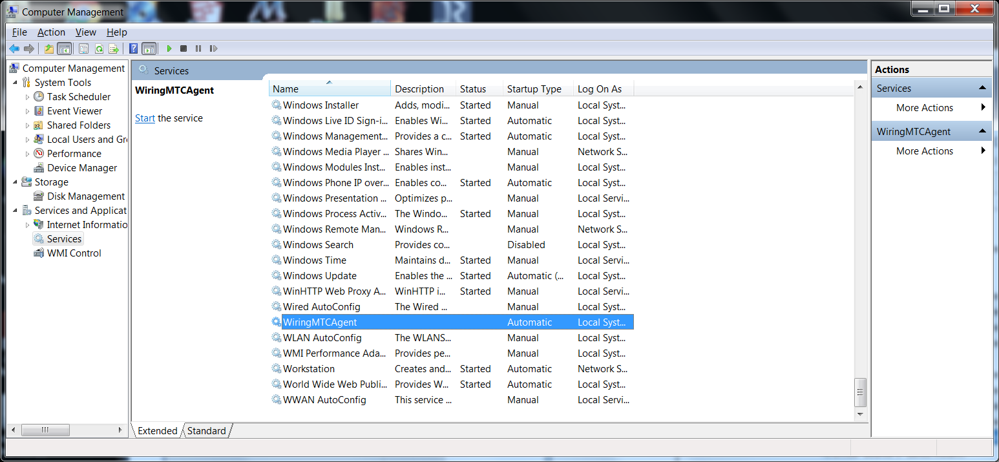 Computer Management
File Action View Help
Computer Management
System Tools
Task Scheduler
Event Viewer
Shared Folders
Local Users and Gr
Performance
Device Manager
Storage
Disk Management
Services and Applicat
Internet Informatio
Services
WMI Control
Services
WiringMTCAgent
Start the service
Name Description Status Startup Type Log On As
Windows Installer Adds, modi... Started Manual Local Syst...
Windows Live ID Sign-i... Enables Wi... Started Automatic Local Syst...
Windows Management... Provides a c... Started Automatic Local Syst...
Windows Media Player ... Shares Win... Manual Network S...
Windows Modules Inst... Enables inst... Manual Local Syst...
Windows Phone IP over... Enables co... Started Automatic Local Syst...
Windows Presentation ... Optimizes p... Manual Local Servi...
Windows Process Activ... The Windo... Started Manual Local Syst...
Windows Remote Man... Windows R... Manual Network S...
Windows Search Provides co... Disabled Local Syst...
Windows Time Maintains d... Started Manual Local Servi...
Windows Update Enables the ... Started Automatic (... Local Syst...
WinHTTP Web Proxy A... WinHTTP i... Started Manual Local Servi...
Wired AutoConfig The Wired ... Manual Local Syst...
WiringMTCAgent Automatic Local Syst...
WLAN AutoConfig The WLANS... Manual Local Syst...
WMI Performance Ada... Provides pe... Manual Local Syst...
Workstation Creates and... Started Automatic Network S...
World Wide Web Publi... Provides W... Started Automatic Local Syst...
WWAN AutoConfig This service ... Manual Local Servi...
Extended Standard
Actions
Services
More Actions
WiringMTCAgent
More Actions